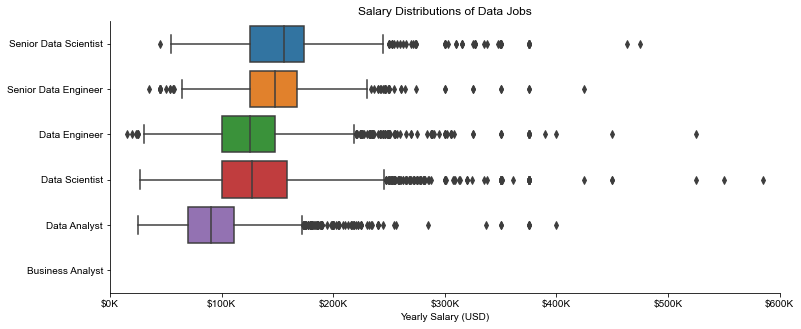 Salary Distributions of Data Jobs
Senior Data Scientist
Senior Data Engineer
Data Engineer
Data Scientist
Data Analyst
Business Analyst
$0K $100K $200K $300K $400K $500K $600K
Yearly Salary (USD)